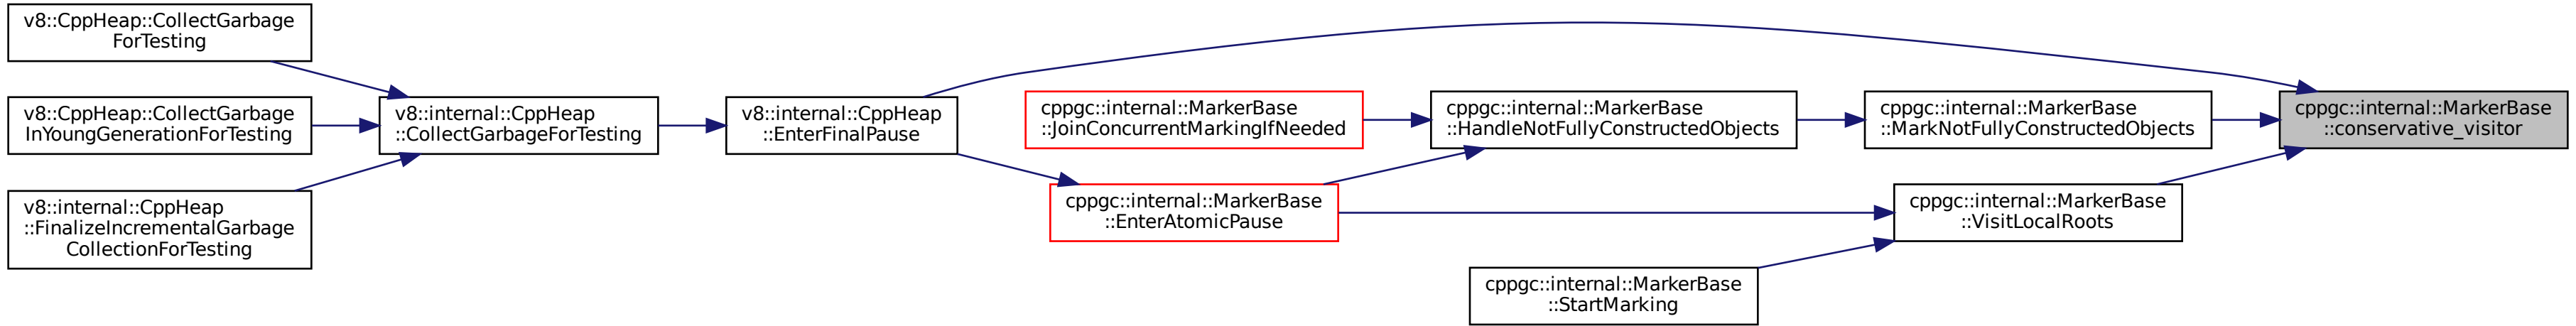 v8::CppHeap::CollectGarbage
ForTesting
v8::CppHeap::CollectGarbage
InYoungGenerationForTesting
v8::internal::CppHeap
::FinalizeIncrementalGarbage
CollectionForTesting
v8::internal::CppHeap
::CollectGarbageForTesting
v8::internal::CppHeap
::EnterFinalPause
cppgc::internal::MarkerBase
::JoinConcurrentMarkingIfNeeded
cppgc::internal::MarkerBase
::EnterAtomicPause
cppgc::internal::MarkerBase
::HandleNotFullyConstructedObjects
cppgc::internal::MarkerBase
::StartMarking
cppgc::internal::MarkerBase
::MarkNotFullyConstructedObjects
cppgc::internal::MarkerBase
::VisitLocalRoots
cppgc::internal::MarkerBase
::conservative_visitor